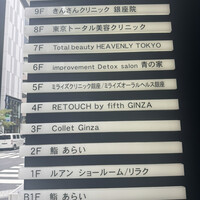 9F ぎんさんクリニック 銀座院
8F 東京トータル美容クリニック
7F Total beauty HEAVENLY TOKYO
6F improvement Detox salon 青の家
5F ミライズクリニック銀座/ミライズオーラルヘルス銀座
4F RETOUCH by fifth GINZA
3F Collet Ginza
2F 鮨 あらい
1F ルアン ショールーム/リラク
B1F 鮨 あらい